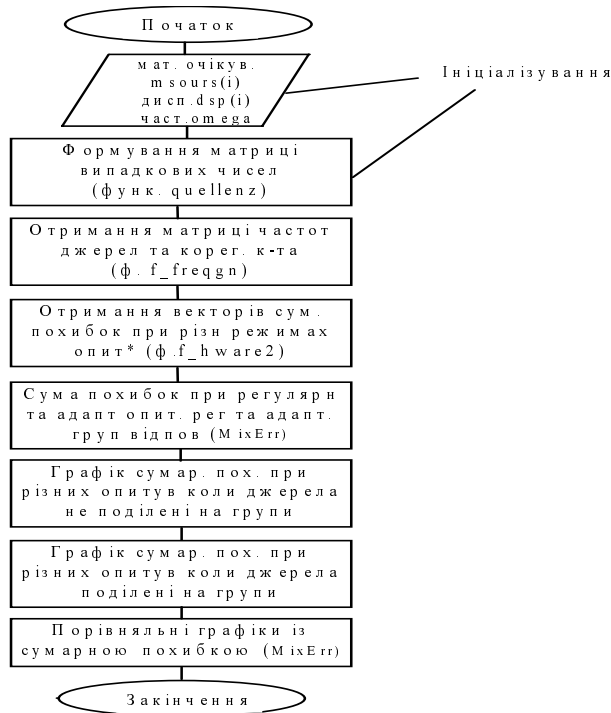 Початок
мат. очікув.
msours(i)
дисп.dsp(i)
част.omega
Ініціалізування
Формування матриці
випадкових чисел
(функ. quellenz)
Отримання матриці частот
джерел та корег. к-та
(ф. f_freqgn)
Отримання векторів сум.
похибок при різн режимах
опит* (ф.f_hware2)
Сума похибок при регулярн
та адапт опит. рег та адапт.
груп відпов (MixErr)
Графік сумар. пох. при
різних опитув коли джерела
не поділені на групи
Графік сумар. пох. при
різних опитув коли джерела
поділені на групи
Порівняльні графіки із
сумарною похибкою (MixErr)
Закінчення